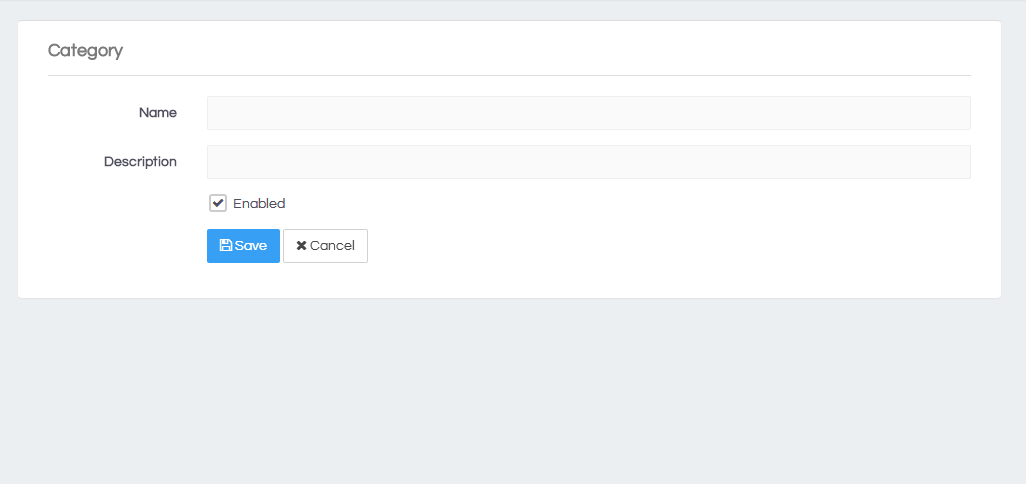 Category
Name
Description
Enabled
Save Cancel